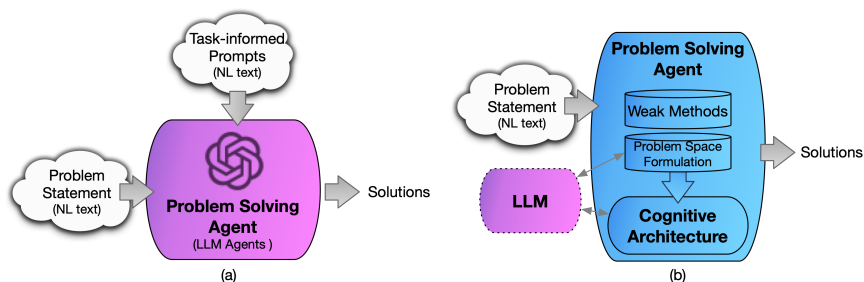 Task-informed
Prompts
(NL text)
Problem
Statement
(NL text)
Problem Solving
Agent
(LLM Agents )
Solutions
(a)
Problem Solving
Agent
Problem
Statement
(NL text)
Weak Methods
Problem Space
Formulation
LLM
Cognitive
Architecture
Solutions
(b)